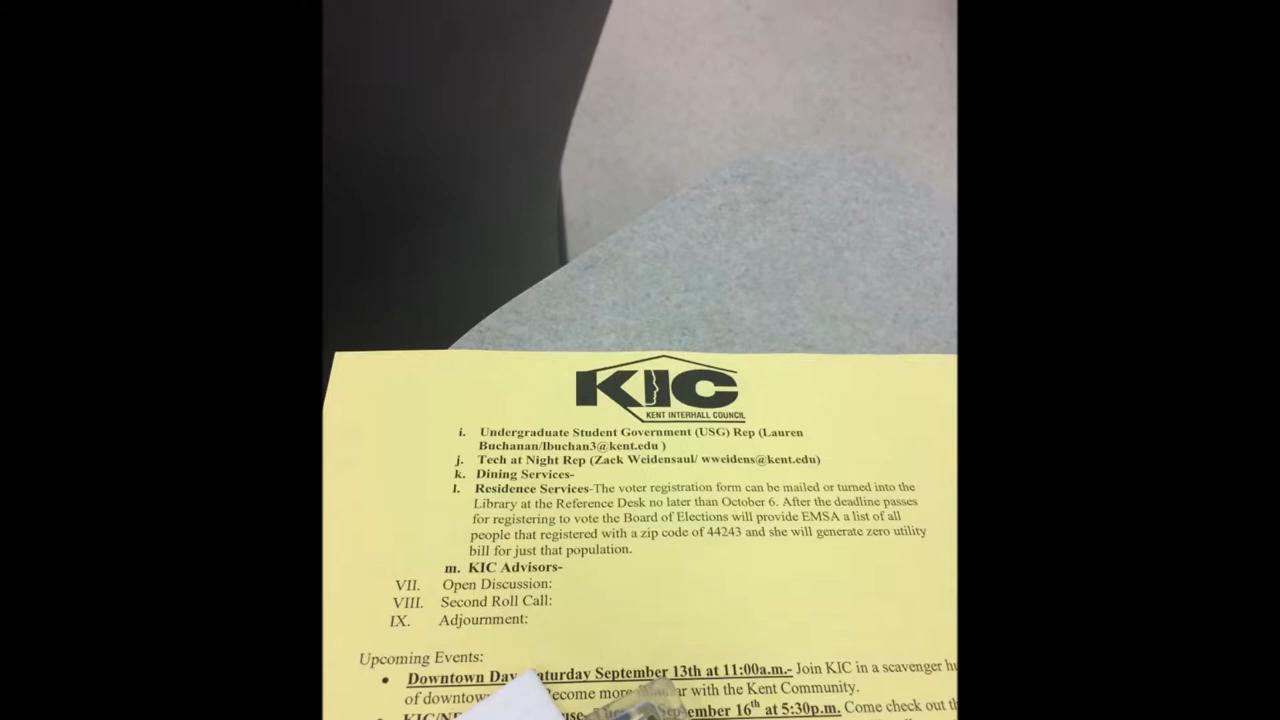 KIC
KENT INTERHALL COUNCIL
i. Undergraduate Student Government (USG) Rep (Lauren
Buchanan/lbuchan3@kent.edu )
j. Tech at Night Rep (Zack Weidensaul/ wweidens@kent.edu)
k. Dining Services-
l. Residence Services-The voter registration form can be mailed or turned into the
Library at the Reference Desk no later than October 6. After the deadline passes
for registering to vote the Board of Elections will provide EMSA a list of all
people that registered with a zip code of 44243 and she will generate zero utility
bill for just that population.
m. KIC Advisors-
VII. Open Discussion:
VIII. Second Roll Call:
IX. Adjournment:
Upcoming Events:
• Downtown Day Saturday September 13th at 11:00a.m.- Join KIC in a scavenger
of downtown Become more with the Kent Community.
16th at 5:30p.m. Come check out